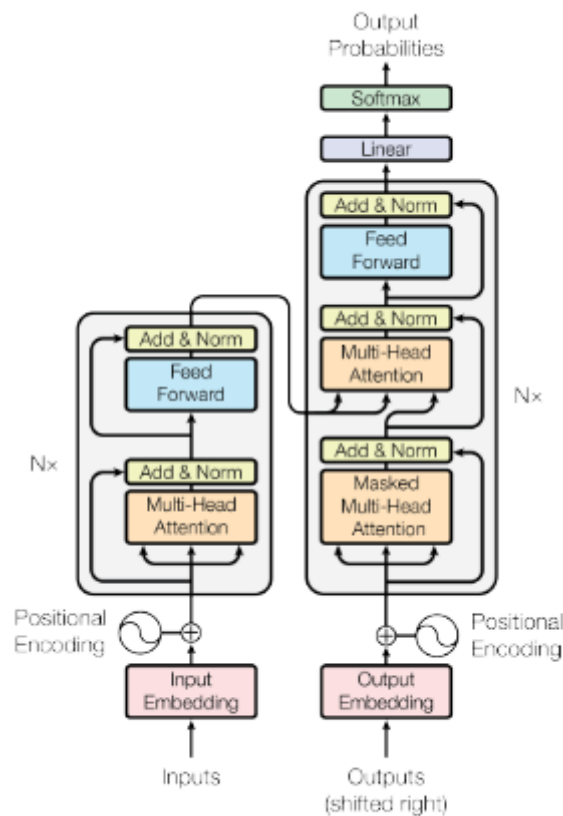 Output
Probabilities
Softmax
Linear
Add & Norm
Feed
Forward
Add & Norm
Multi-Head
Attention
Add & Norm
Masked
Multi-Head
Attention
Nx
Add & Norm
Feed
Forward
Add & Norm
Multi-Head
Attention
Nx
Positional
Encoding
Positional
Encoding
Input
Embedding
Output
Embedding
Inputs
Outputs
(shifted right)